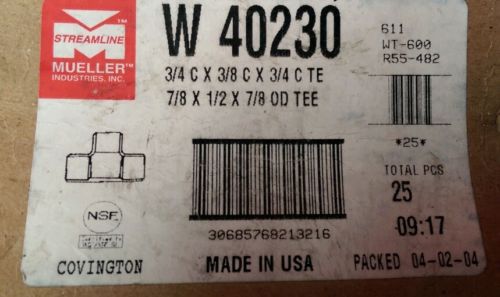 STREAMLINE™
MUELLER™
INDUSTRIES, INC.
W 40230
3/4 C X 3/8 C X 3/4 C TE
7/8 X 1/2 X 7/8 OD TEE
611
WT-600
R55-482
*25*
TOTAL PCS
25
09:17
NSF
30685768213216
COVINGTON
MADE IN USA
PACKED 04-02-04